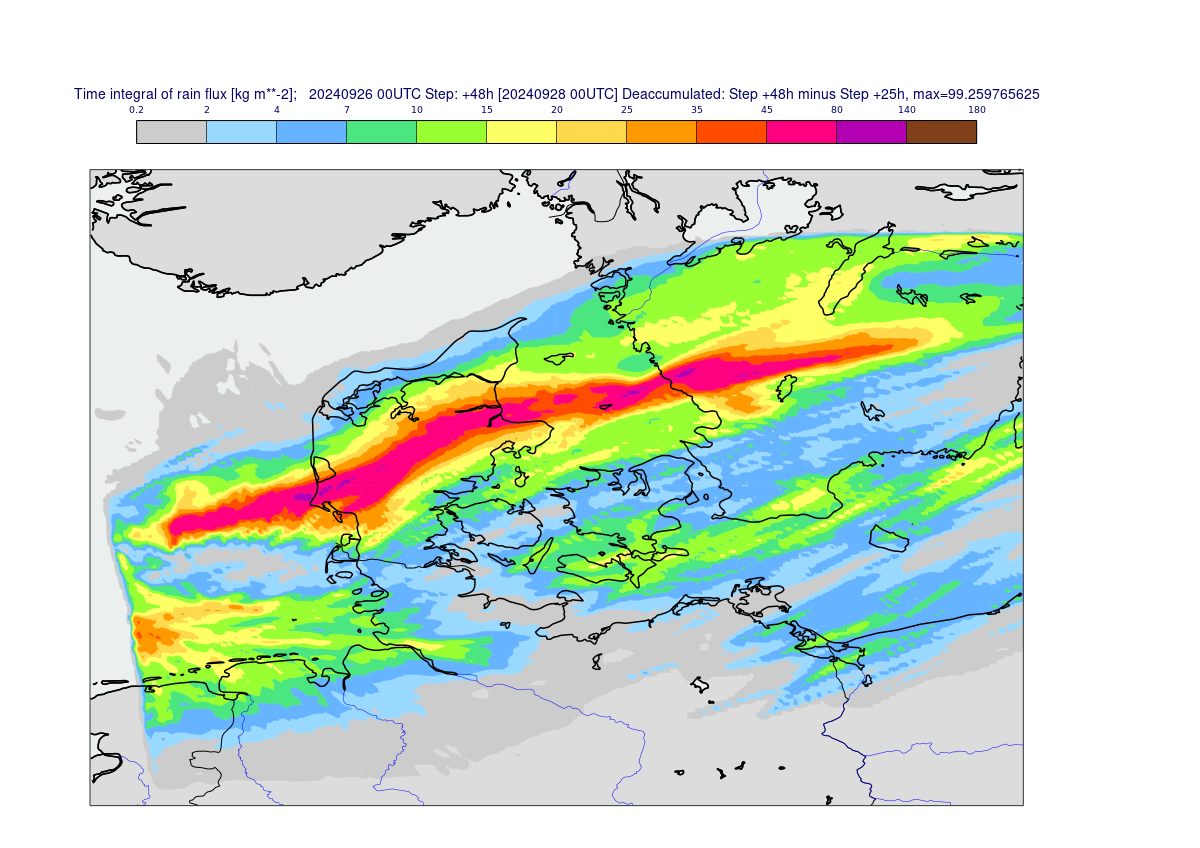 Time integral of rain flux [kg m**-2];   20240926 00UTC Step: +48h [20240928 00UTC] Deaccumulated: Step +48h minus Step +25h, max=99.259765625
0.2 2 4 7 10 15 20 25 35 45 80 140 180